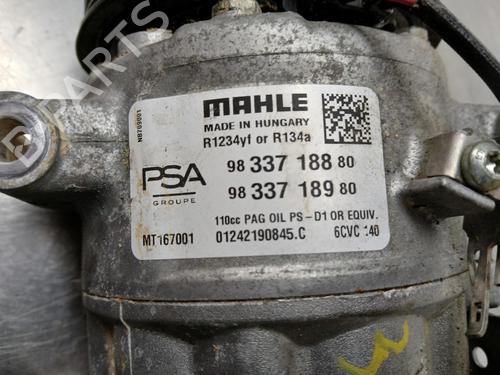 B PARTS
NB769001
MAHLE
MADE IN HUNGARY
R1234yf or R134a
PSA
GROUPE
98 337 188 80
98 337 189 80
110cc PAG OIL PS-D1 OR EQUIV.
MT167001 01242190845.C 6CVC 140